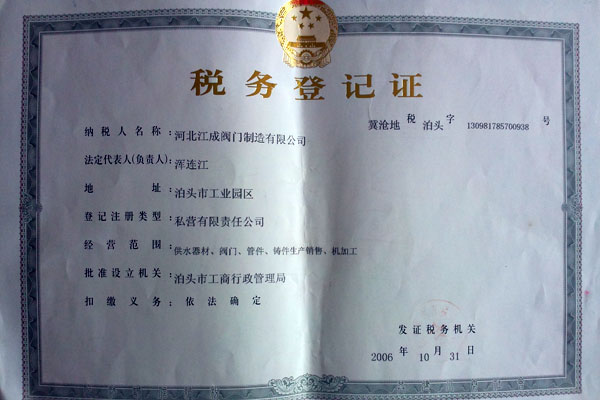 税务登记证
冀沧地 税 泊头 字 130981785700938 号
纳税人名称:河北江成阀门制造有限公司
法定代表人(负责人):浑连江
地 址:泊头市工业园区
登记注册类型:私营有限责任公司
经营范围:供水器材、阀门、管件、铸件生产销售、机加工
批准设立机关:泊头市工商行政管理局
扣缴义务:依法确定
发证税务机关
2006 年 10 月 31 日